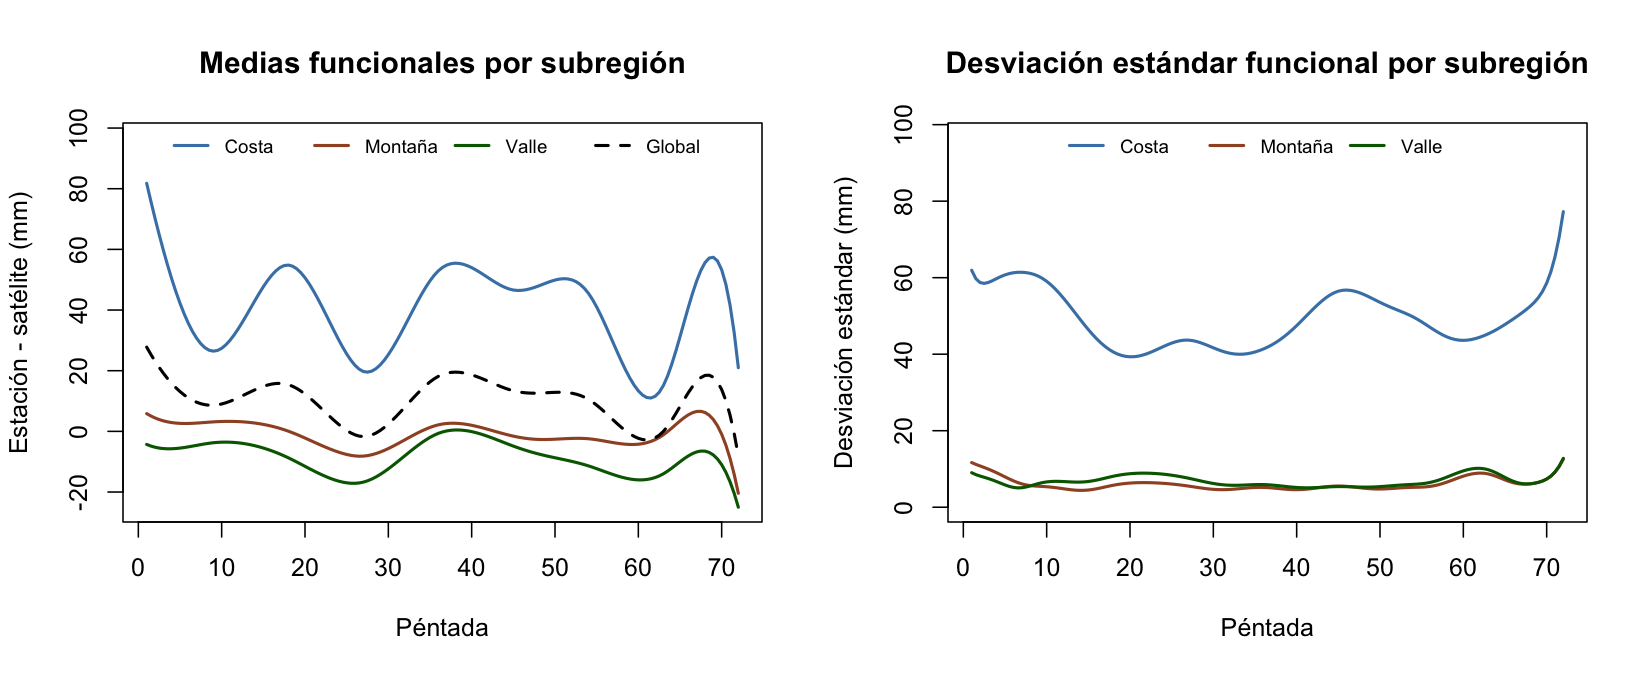 Medias funcionales por subregión
Costa Montaña Valle Global
Estación - satélite (mm)
100
80
60
40
20
0
-20
0 10 20 30 40 50 60 70
Péntada
Desviación estándar funcional por subregión
Costa Montaña Valle
Desviación estándar (mm)
100
80
60
40
20
0
0 10 20 30 40 50 60 70
Péntada